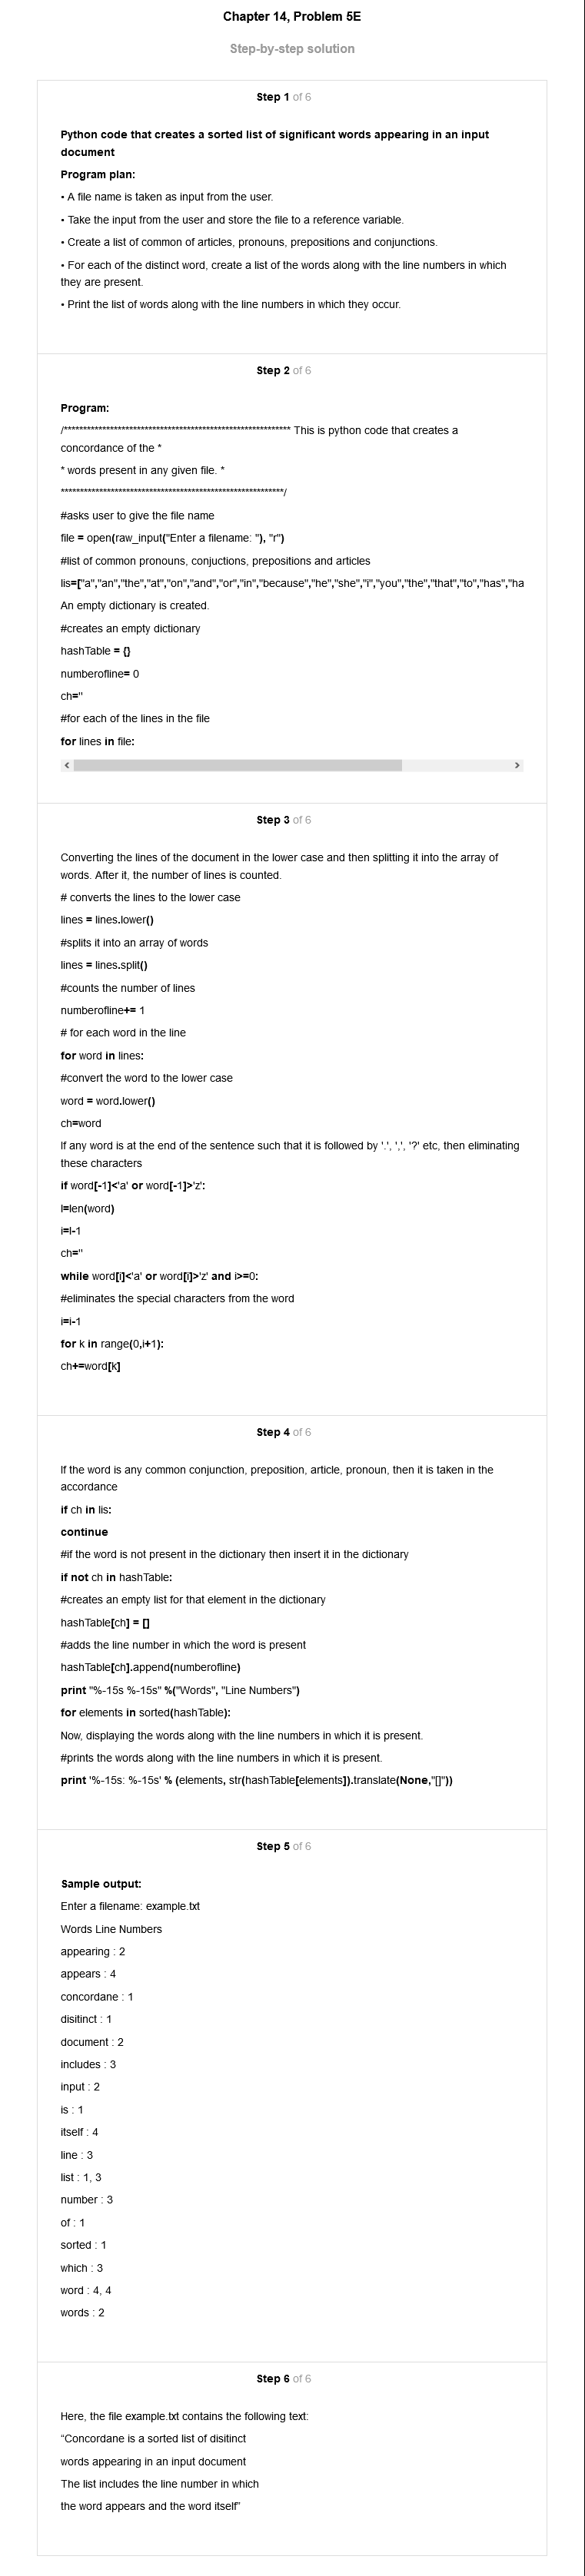 Chapter 14, Problem 5E
Step-by-step solution
Step 1 of 6
Python code that creates a sorted list of significant words appearing in an input
document
Program plan:
• A file name is taken as input from the user.
• Take the input from the user and store the file to a reference variable.
• Create a list of common of articles, pronouns, prepositions and conjunctions.
• For each of the distinct word, create a list of the words along with the line numbers in which
they are present.
• Print the list of words along with the line numbers in which they occur.
Step 2 of 6
Program:
/************************************************************ This is python code that creates a
concordance of the *
* words present in any given file. *
***********************************************************/
#asks user to give the file name
file = open(raw_input("Enter a filename: "), "r")
#list of common pronouns, conjuctions, prepositions and articles
lis=["a","an","the","at","on","and","or","in","because","he","she","i","you","the","that","to","has","ha
An empty dictionary is created.
#creates an empty dictionary
hashTable = {}
numberofline= 0
ch=''
#for each of the lines in the file
for lines in file:
Step 3 of 6
Converting the lines of the document in the lower case and then splitting it into the array of
words. After it, the number of lines is counted.
# converts the lines to the lower case
lines = lines.lower()
#splits it into an array of words
lines = lines.split()
#counts the number of lines
numberofline+= 1
# for each word in the line
for word in lines:
#convert the word to the lower case
word = word.lower()
ch=word
If any word is at the end of the sentence such that it is followed by '.', ',', '?' etc, then eliminating
these characters
if word[-1]<'a' or word[-1]>'z':
l=len(word)
i=l-1
ch=''
while word[i]<'a' or word[i]>'z' and i>=0:
#eliminates the special characters from the word
i=i-1
for k in range(0,i+1):
ch+=word[k]
Step 4 of 6
If the word is any common conjunction, preposition, article, pronoun, then it is taken in the
accordance
if ch in lis:
continue
#if the word is not present in the dictionary then insert it in the dictionary
if not ch in hashTable:
#creates an empty list for that element in the dictionary
hashTable[ch] = []
#adds the line number in which the word is present
hashTable[ch].append(numberofline)
print "%-15s %-15s" %("Words", "Line Numbers")
for elements in sorted(hashTable):
Now, displaying the words along with the line numbers in which it is present.
#prints the words along with the line numbers in which it is present.
print '%-15s: %-15s' % (elements, str(hashTable[elements]).translate(None,"[]"))
Step 5 of 6
Sample output:
Enter a filename: example.txt
Words Line Numbers
appearing : 2
appears : 4
concordane : 1
disitinct : 1
document : 2
includes : 3
input : 2
is : 1
itself : 4
line : 3
list : 1, 3
number : 3
of : 1
sorted : 1
which : 3
word : 4, 4
words : 2
Step 6 of 6
Here, the file example.txt contains the following text:
“Concordane is a sorted list of disitinct
words appearing in an input document
The list includes the line number in which
the word appears and the word itself”